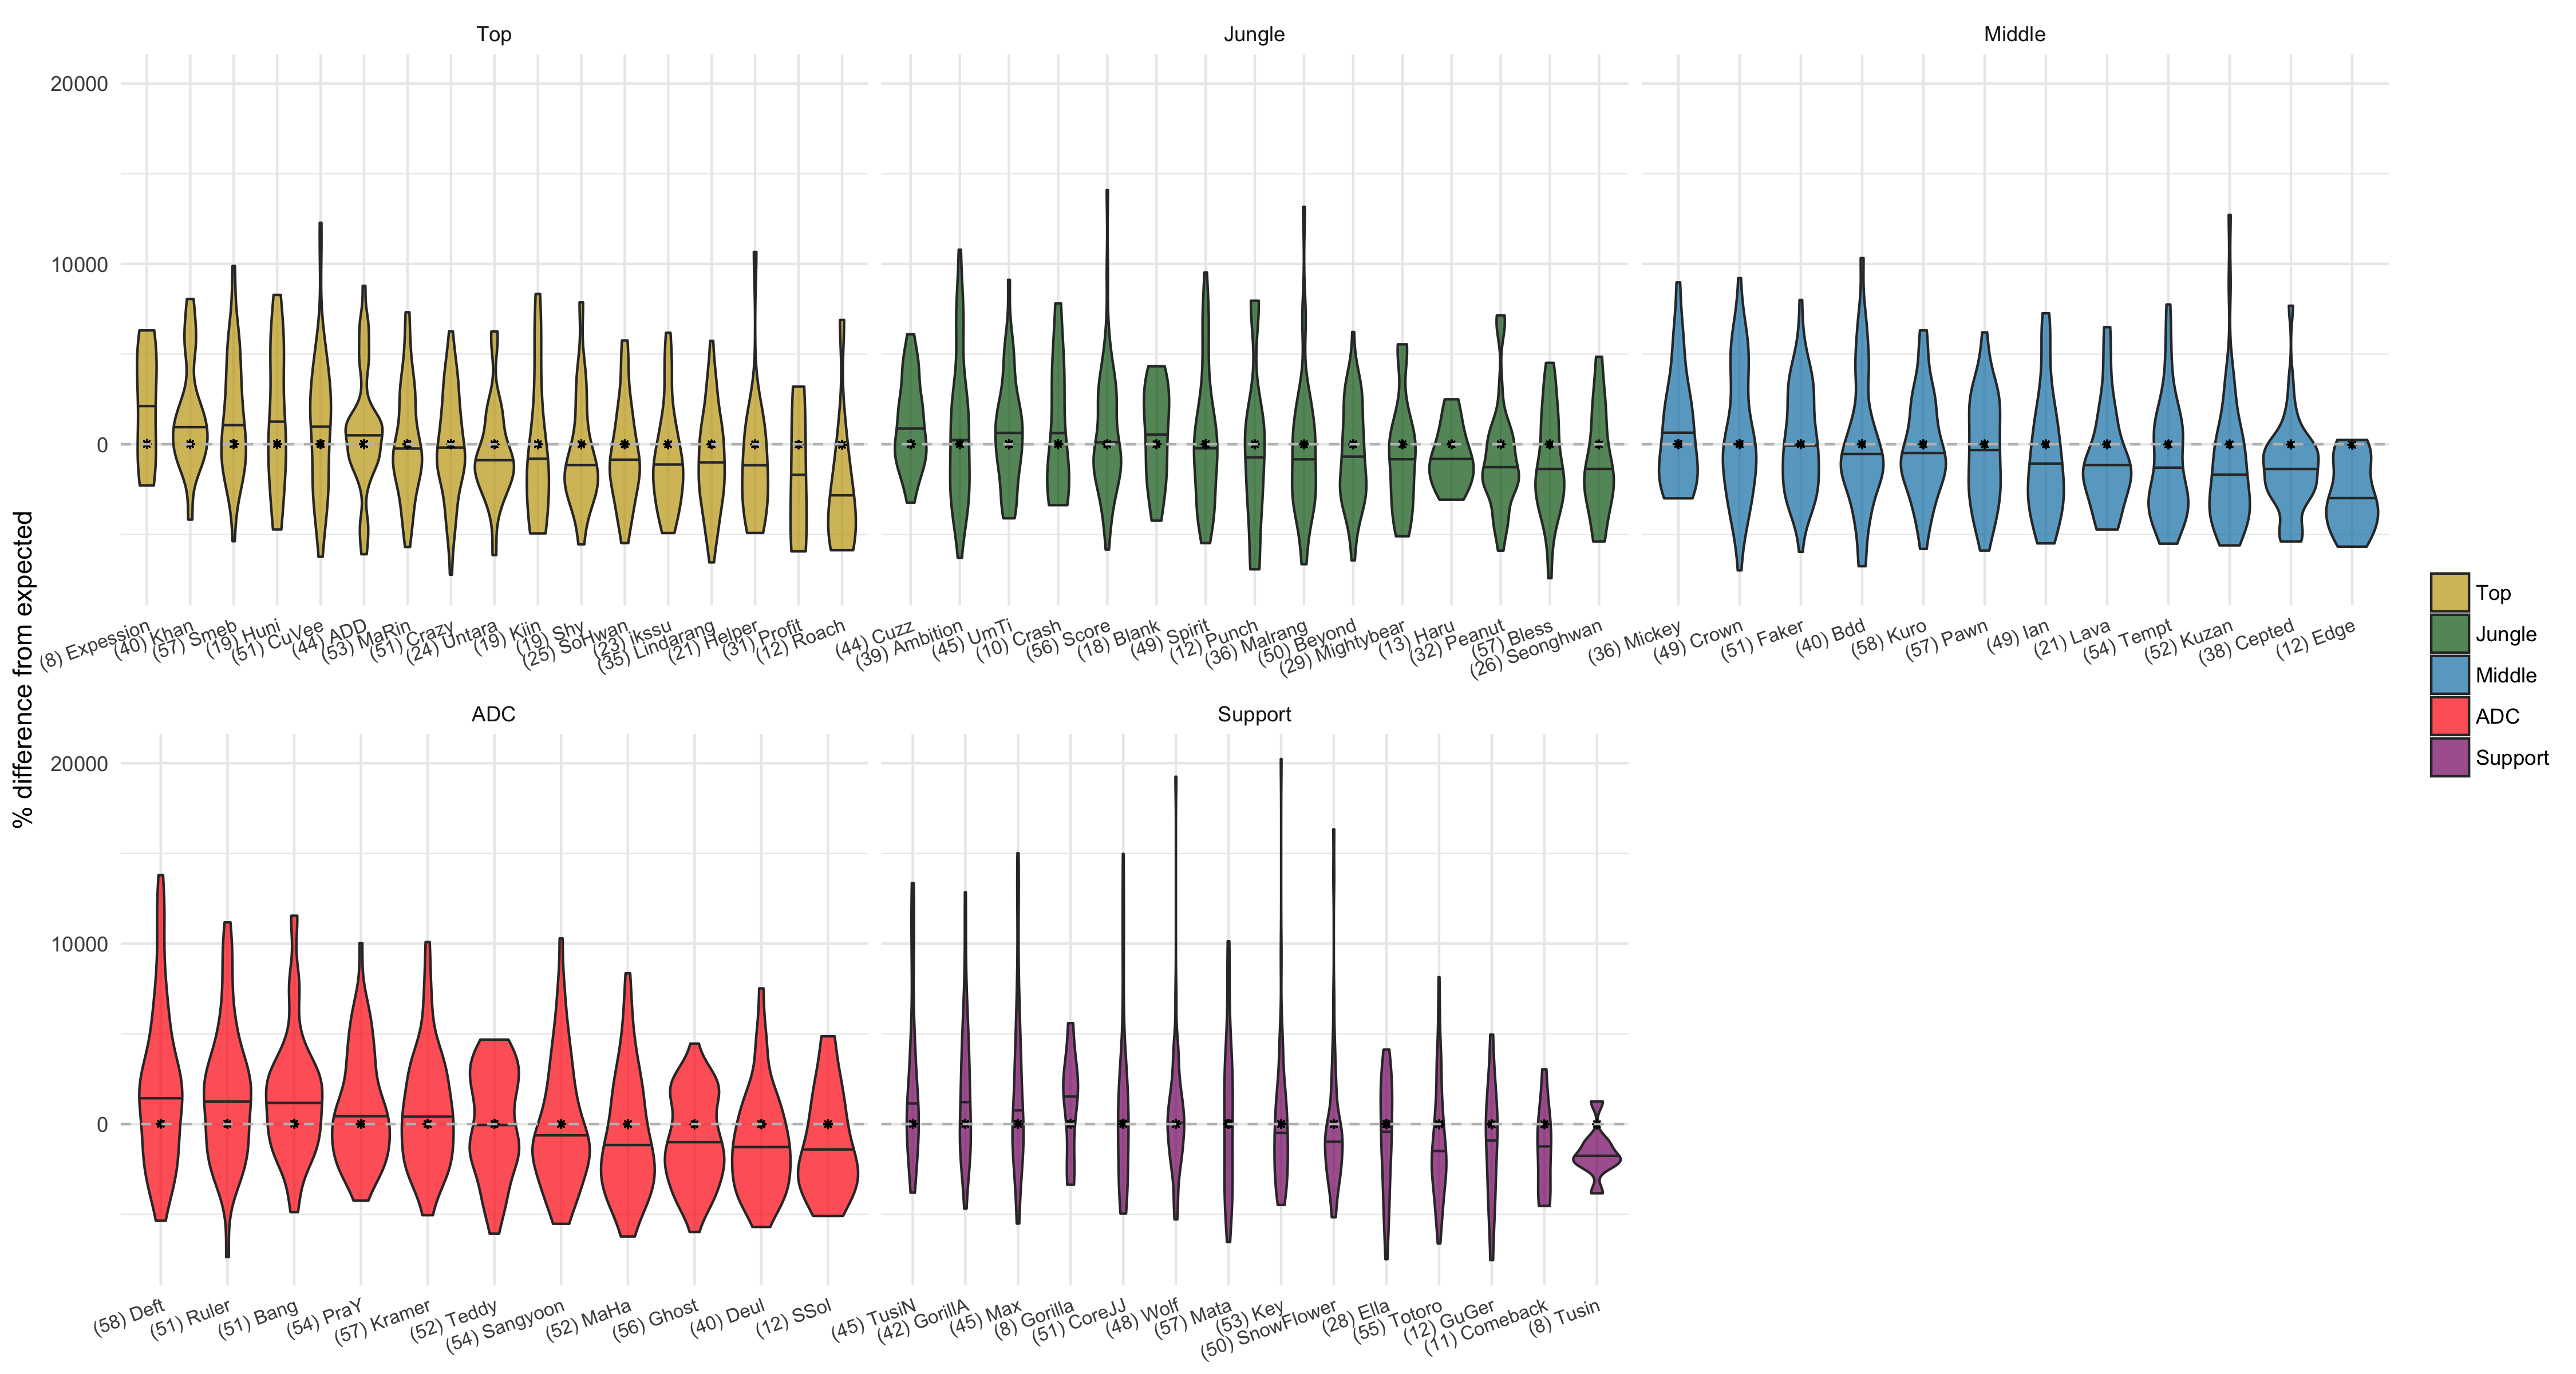 Top
Jungle
Middle
20000
10000
0
(8) Expession
(40) Khan
(57) Smeb
(19) Huni
(51) CuVee
(44) ADD
(53) MaRin
(51) Crazy
(24) Untara
(19) Kiin
(19) Shy
(25) SoHwan
(23) ikssu
(35) Lindarang
(21) Helper
(31) Profit
(12) Roach
(44) Cuzz
(39) Ambition
(45) UmTi
(10) Crash
(56) Score
(18) Blank
(49) Spirit
(12) Punch
(36) Malrang
(50) Beyond
(29) Mightybear
(13) Haru
(32) Peanut
(57) Bless
(26) Seonghwan
(36) Mickey
(49) Crown
(51) Faker
(40) Bdd
(58) Kuro
(57) Pawn
(49) Ian
(21) Lava
(54) Tempt
(52) Kuzan
(38) Cepted
(12) Edge
% difference from expected
ADC
Support
20000
10000
0
(58) Deft
(51) Ruler
(51) Bang
(54) PraY
(57) Kramer
(52) Teddy
(54) Sangyoon
(52) MaHa
(56) Ghost
(40) Deul
(12) SSol
(45) TusiN
(42) GorillA
(45) Max
(8) Gorilla
(51) CoreJJ
(48) Wolf
(57) Mata
(53) Key
(50) SnowFlower
(28) Ella
(55) Totoro
(12) GuGer
(11) Comeback
(8) Tusin
Top
Jungle
Middle
ADC
Support